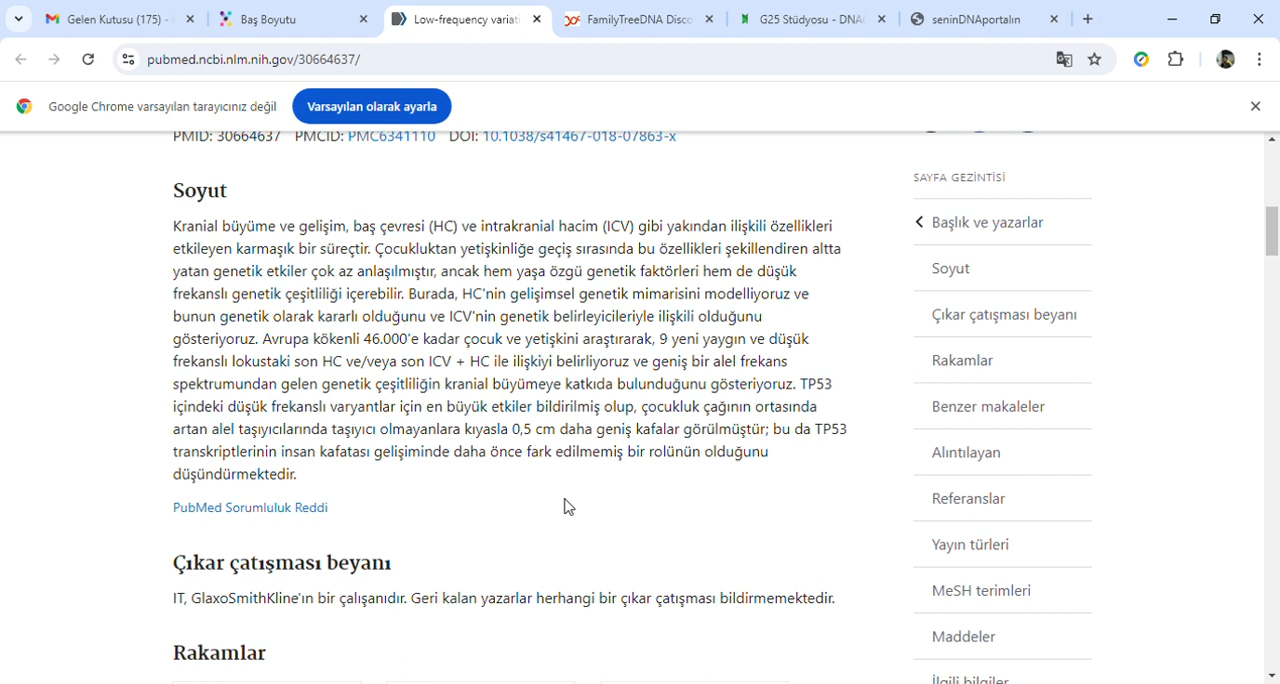 Gelen Kutusu (175) -
Baş Boyutu
Low-frequency variati
FamilyTreeDNA Disco
G25 Stüdyosu - DNA
seninDNAportalın
pubmed.ncbi.nlm.nih.gov/30664637/
Google Chrome varsayılan tarayıcınız değil
Varsayılan olarak ayarla
PMID: 30664637 PMCID: PMC6341110 DOI: 10.1038/s41467-018-07863-x
Soyut
Kranial büyüme ve gelişim, baş çevresi (HC) ve intrakranial hacim (ICV) gibi yakından ilişkili özellikleri
etkileyen karmaşık bir süreçtir. Çocukluktan yetişkinliğe geçiş sırasında bu özellikleri şekillendiren altta
yatan genetik etkiler çok az anlaşılmıştır, ancak hem yaşa özgü genetik faktörleri hem de düşük
frekanslı genetik çeşitliliği içerebilir. Burada, HC'nin gelişimsel genetik mimarisini modelliyoruz ve
bunun genetik olarak kararlı olduğunu ve ICV'nin genetik belirleyicileriyle ilişkili olduğunu
gösteriyoruz. Avrupa kökenli 46.000'e kadar çocuk ve yetişkini araştırarak, 9 yeni yaygın ve düşük
frekanslı lokustaki son HC ve/veya son ICV + HC ile ilişkiyi belirliyoruz ve geniş bir alel frekans
spektrumundan gelen genetik çeşitliliğin kranial büyümeye katkıda bulunduğunu gösteriyoruz. TP53
içindeki düşük frekanslı varyantlar için en büyük etkiler bildirilmiş olup, çocukluk çağının ortasında
artan alel taşıyıcılarında taşıyıcı olmayanlara kıyasla 0,5 cm daha geniş kafalar görülmüştür; bu da TP53
transkriptlerinin insan kafatası gelişiminde daha önce fark edilmemiş bir rolünün olduğunu
düşündürmektedir.
PubMed Sorumluluk Reddi
Çıkar çatışması beyanı
IT, GlaxoSmithKline'ın bir çalışanıdır. Geri kalan yazarlar herhangi bir çıkar çatışması bildirmemektedir.
Rakamlar
SAYFA GEZİNTİSİ
Başlık ve yazarlar
Soyut
Çıkar çatışması beyanı
Rakamlar
Benzer makaleler
Alıntılayan
Referanslar
Yayın türleri
MeSH terimleri
Maddeler
İlgili bilgiler